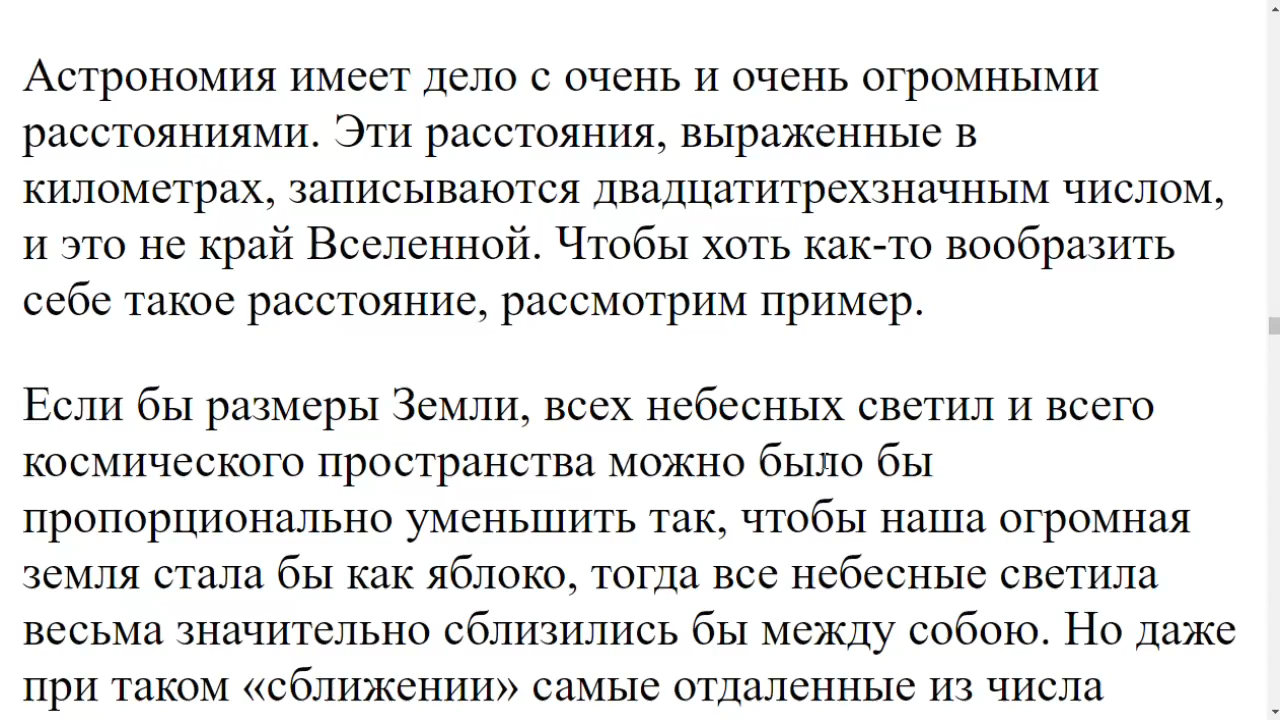 Астрономия имеет дело с очень и очень огромными
расстояниями. Эти расстояния, выраженные в
километрах, записываются двадцатитрехзначным числом,
и это не край Вселенной. Чтобы хоть как-то вообразить
себе такое расстояние, рассмотрим пример.
Если бы размеры Земли, всех небесных светил и всего
космического пространства можно было бы
пропорционально уменьшить так, чтобы наша огромная
земля стала бы как яблоко, тогда все небесные светила
весьма значительно сблизились бы между собою. Но даже
при таком «сближении» самые отдаленные из числа